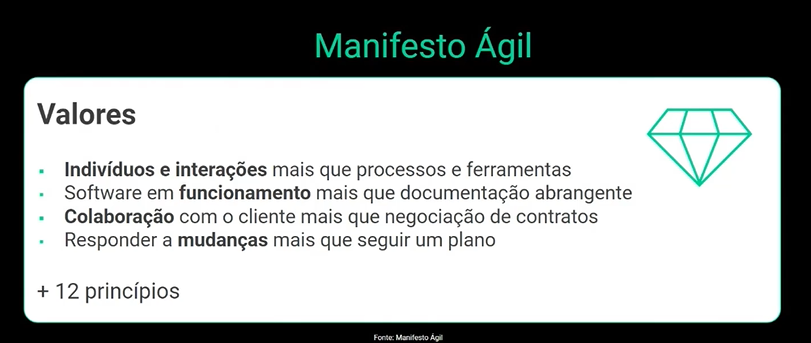 Manifesto Ágil
Valores
Indivíduos e interações mais que processos e ferramentas
Software em funcionamento mais que documentação abrangente
Colaboração com o cliente mais que negociação de contratos
Responder a mudanças mais que seguir um plano
+ 12 princípios
Fonte: Manifesto Ágil